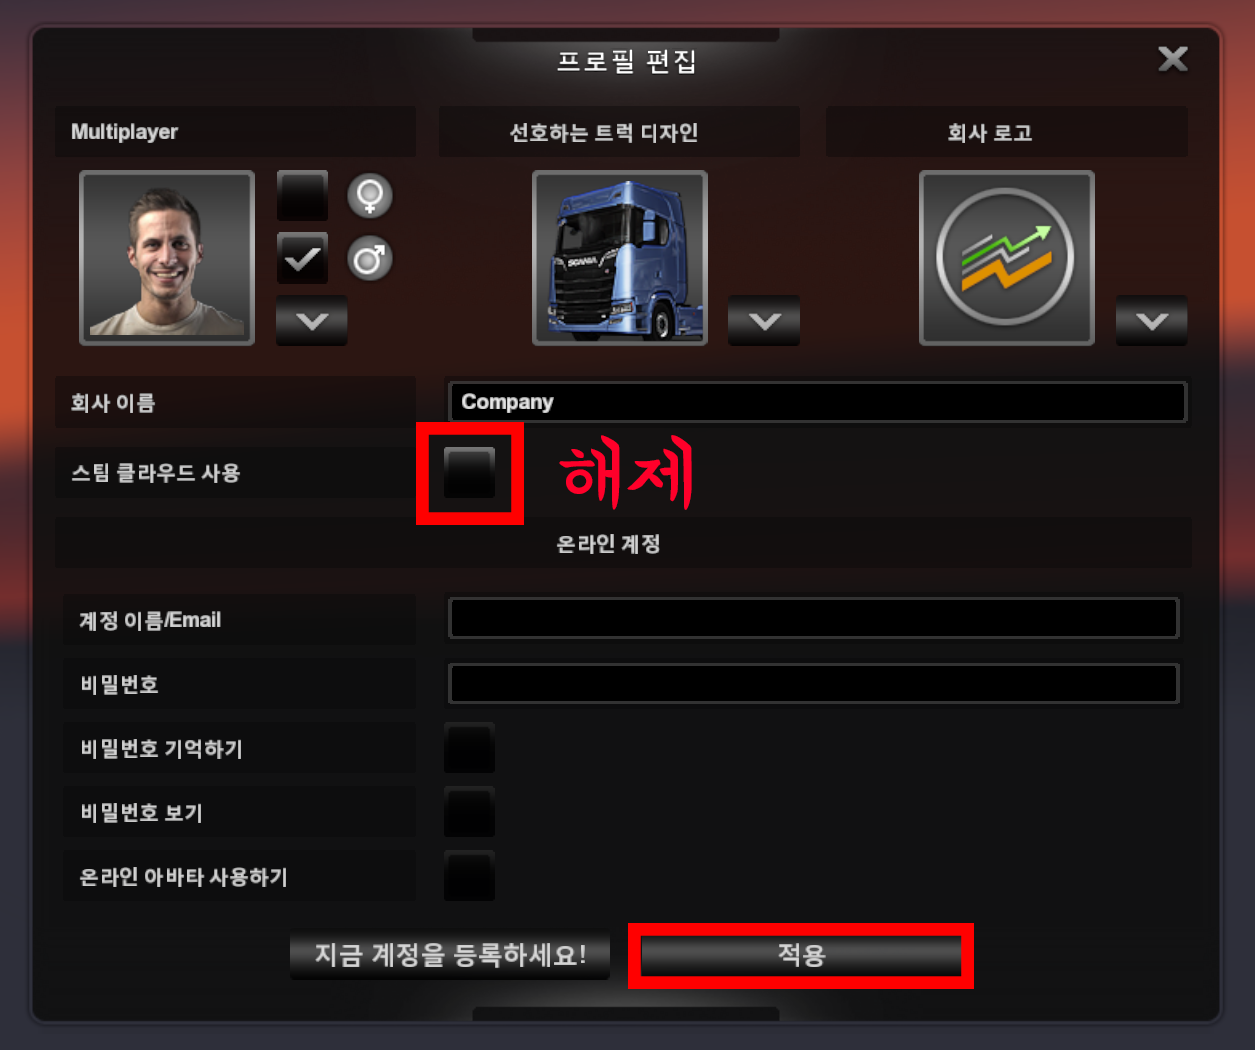 프로필 편집
Multiplayer
선호하는 트럭 디자인
회사 로고
SCANIA
회사 이름
Company
스팀 클라우드 사용
해제
온라인 계정
계정 이름/Email
비밀번호
비밀번호 기억하기
비밀번호 보기
온라인 아바타 사용하기
지금 계정을 등록하세요!
적용